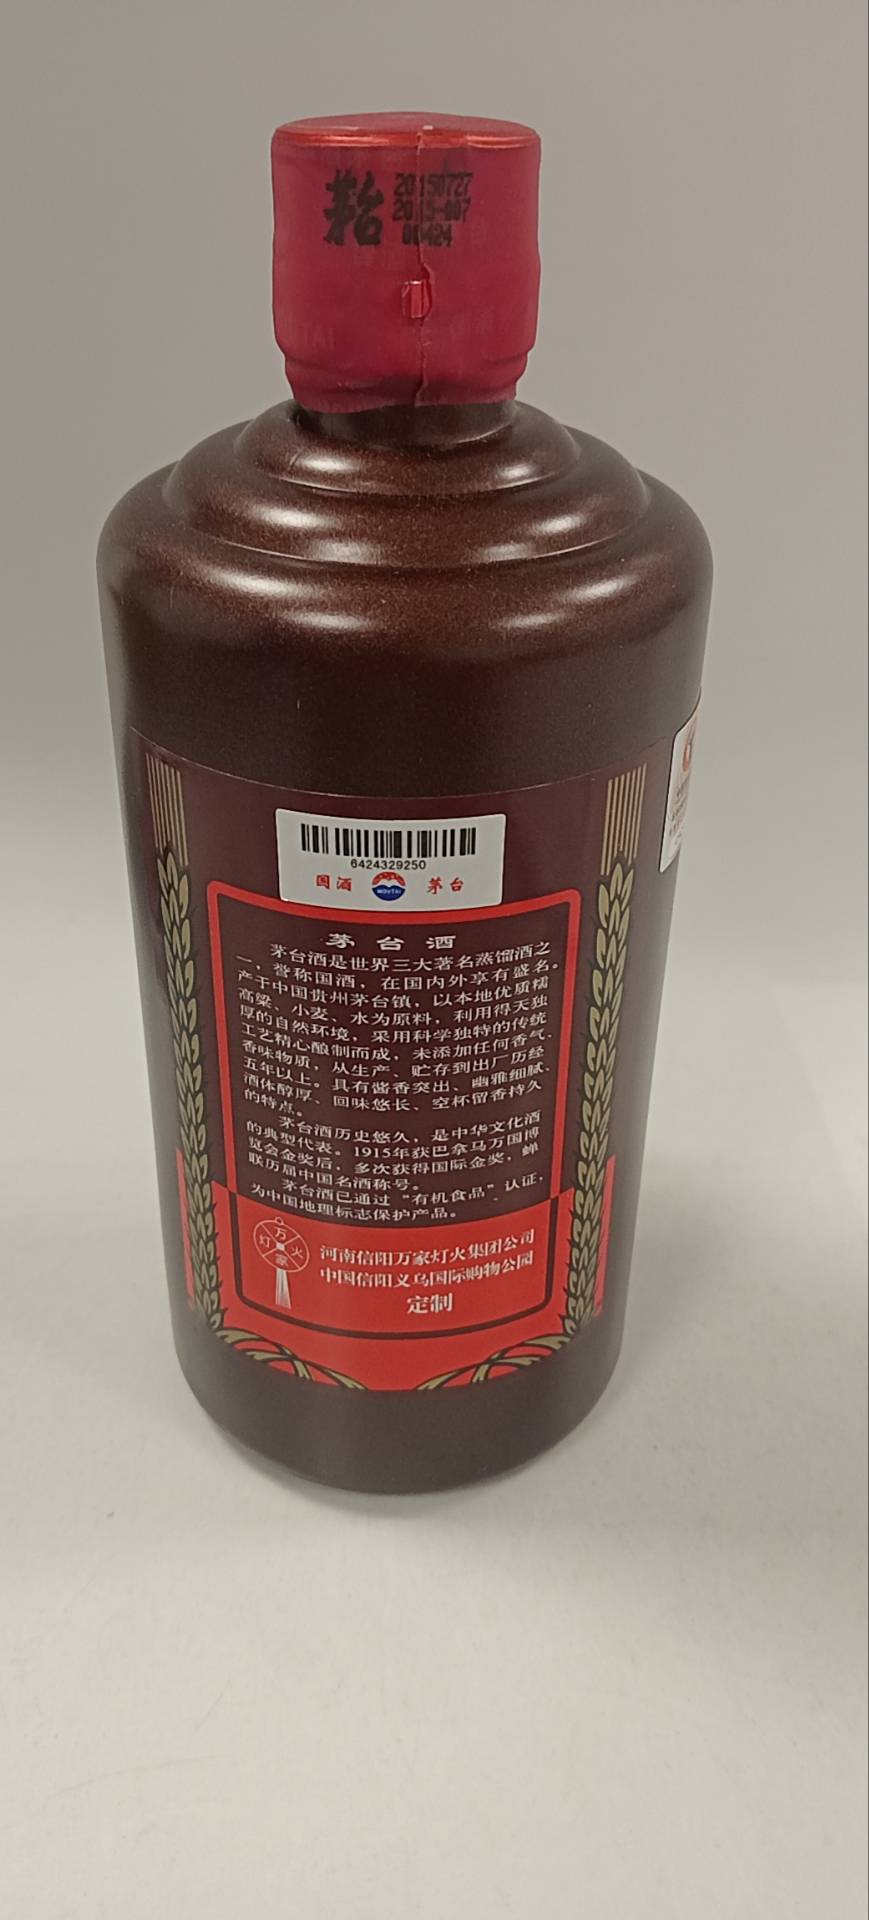 茅台
20150727
2015-007
00424
6424329250
国酒 MOUTAI 茅台
茅台酒
茅台酒是世界三大著名蒸馏酒之
一，誉称国酒，在国内外享有盛名。
产于中国贵州茅台镇，以本地优质糯
高粱、小麦、水为原料，利用得天独
厚的自然环境，采用科学独特的传统
工艺精心酿制而成，未添加任何香气、
香味物质，从生产、贮存到出厂历经
五年以上。具有酱香突出、幽雅细腻、
酒体醇厚、回味悠长、空杯留香持久
的特点。
茅台酒历史悠久，是中华文化酒
的典型代表。1915年获巴拿马万国博
览会金奖后，多次获得国际金奖，蝉
联历届中国名酒称号。
茅台酒已通过“有机食品”认证，
为中国地理标志保护产品。
万
灯 火
家
河南信阳万家灯火集团公司
中国信阳义乌国际购物公园
定制